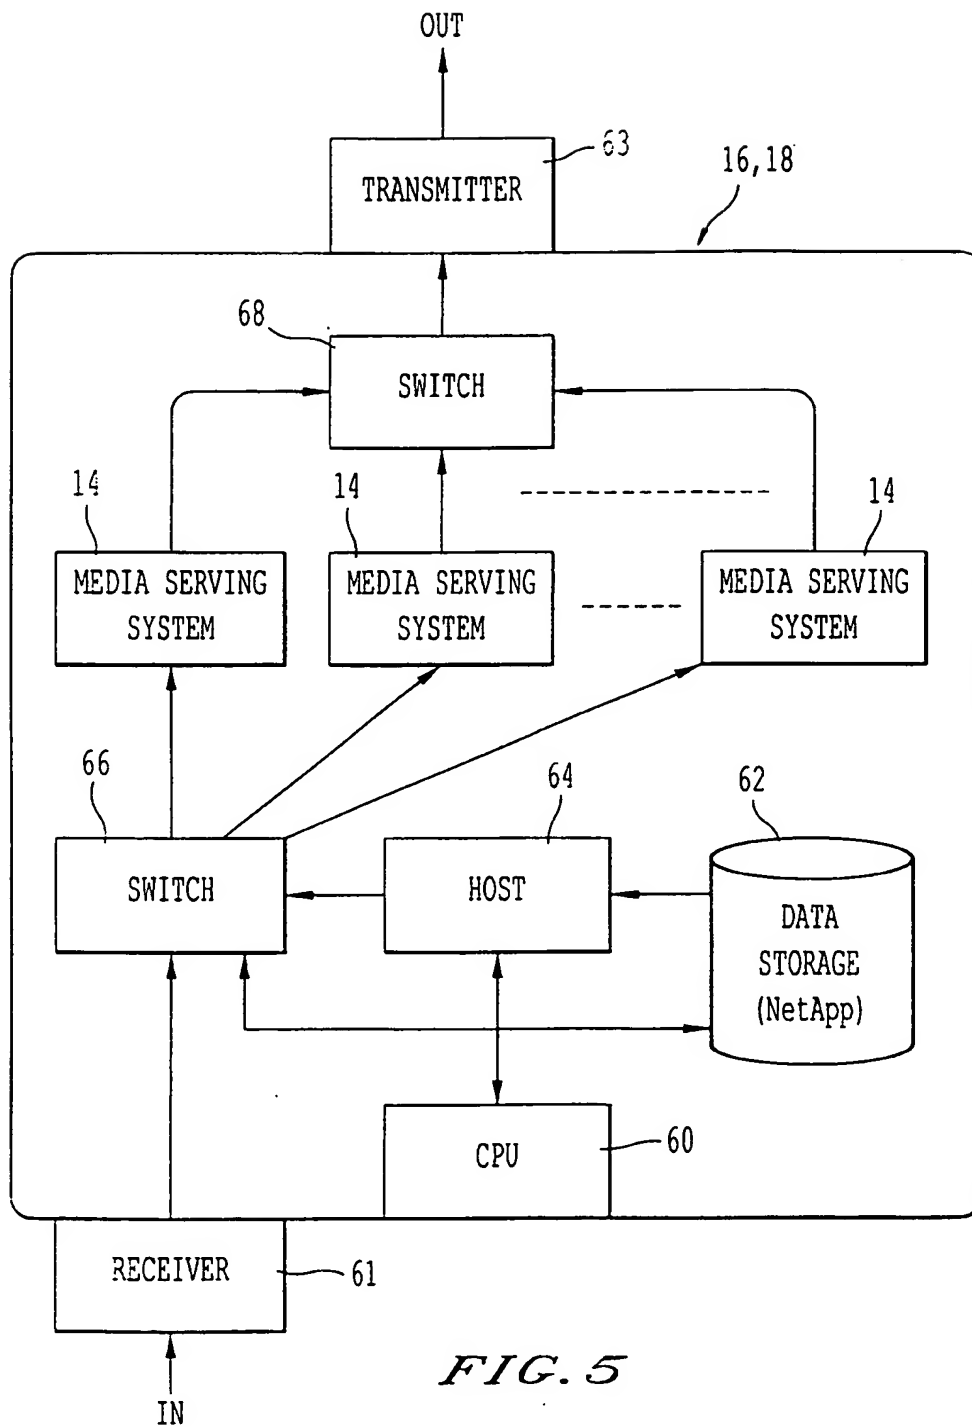 OUT
63
TRANSMITTER
16,18
68
SWITCH
14
14
14
MEDIA SERVING
SYSTEM
MEDIA SERVING
SYSTEM
MEDIA SERVING
SYSTEM
66
64
62
SWITCH
HOST
DATA
STORAGE
(NetApp)
CPU
60
RECEIVER
61
IN
FIG. 5